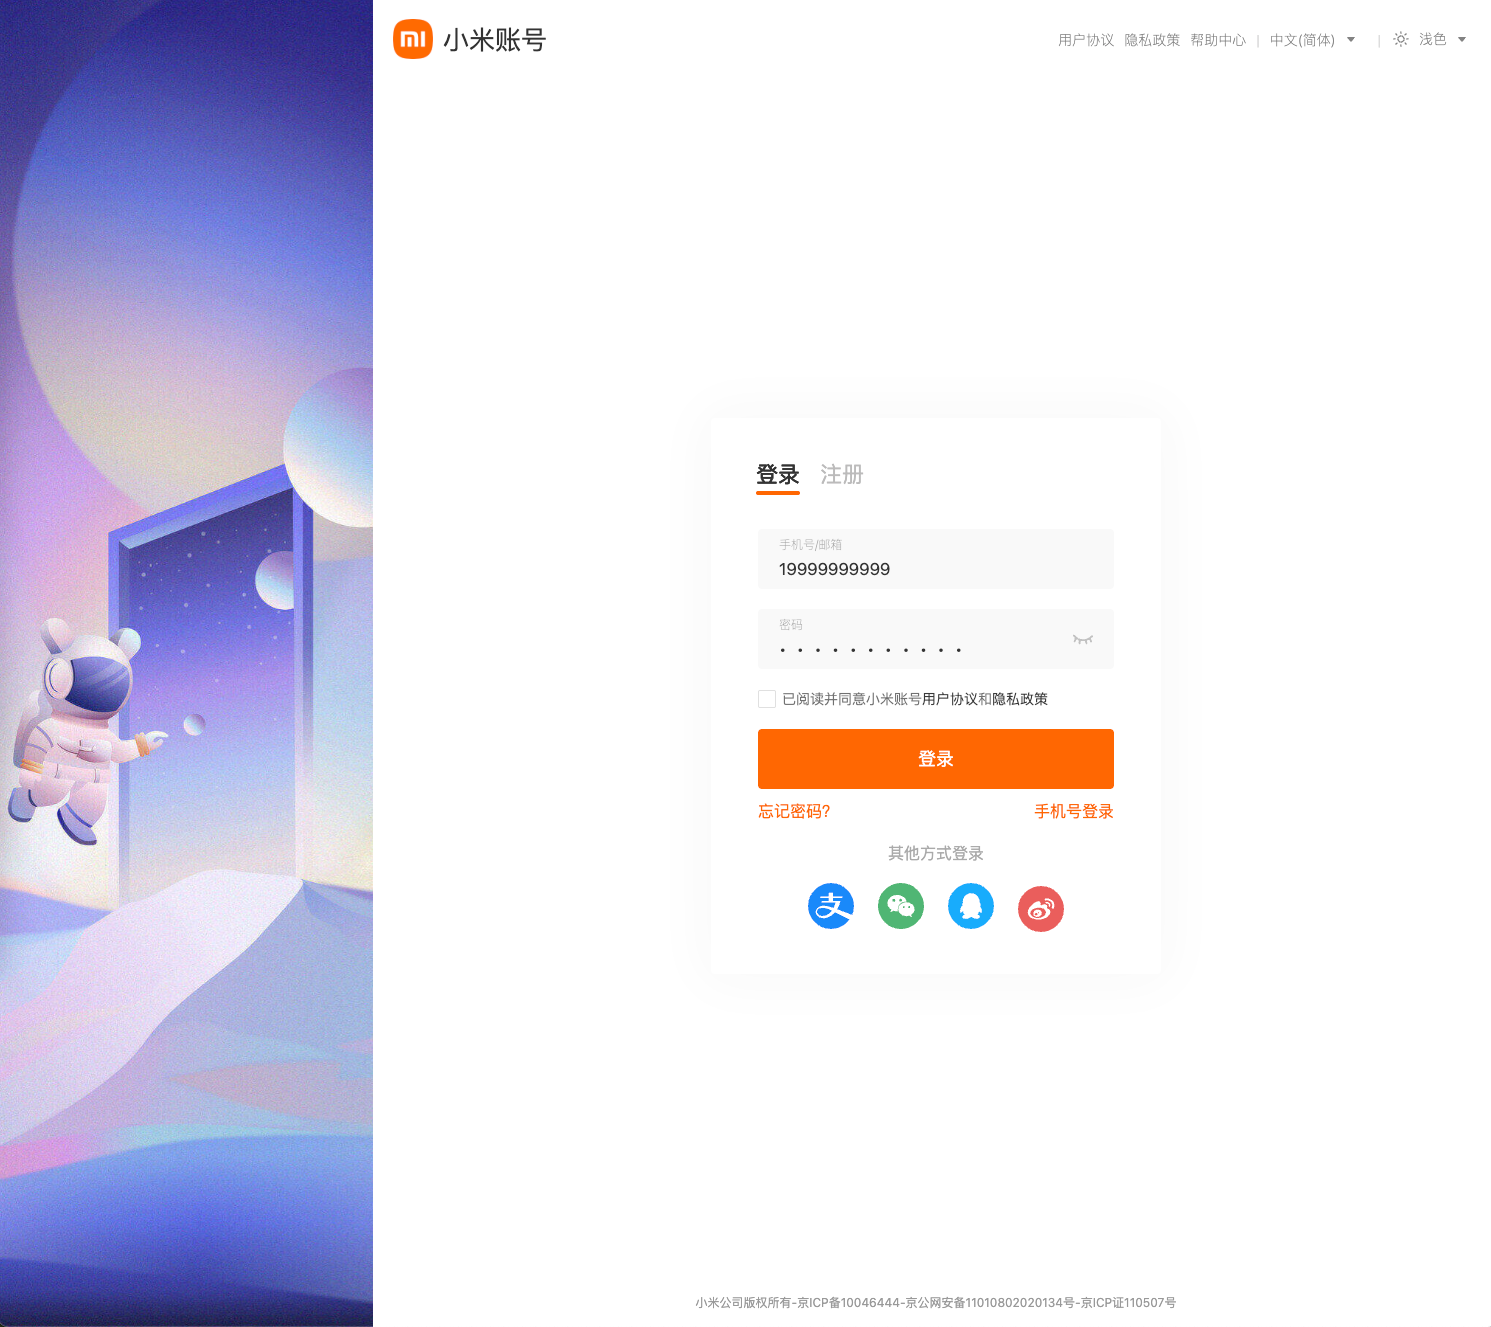 小米账号
用户协议 隐私政策 帮助中心 | 中文(简体) | 浅色
登录 注册
手机号/邮箱
19999999999
密码
• • • • • • • • • • •
已阅读并同意小米账号用户协议和隐私政策
登录
忘记密码? 手机号登录
其他方式登录
小米公司版权所有-京ICP备10046444-京公网安备11010802020134号-京ICP证110507号